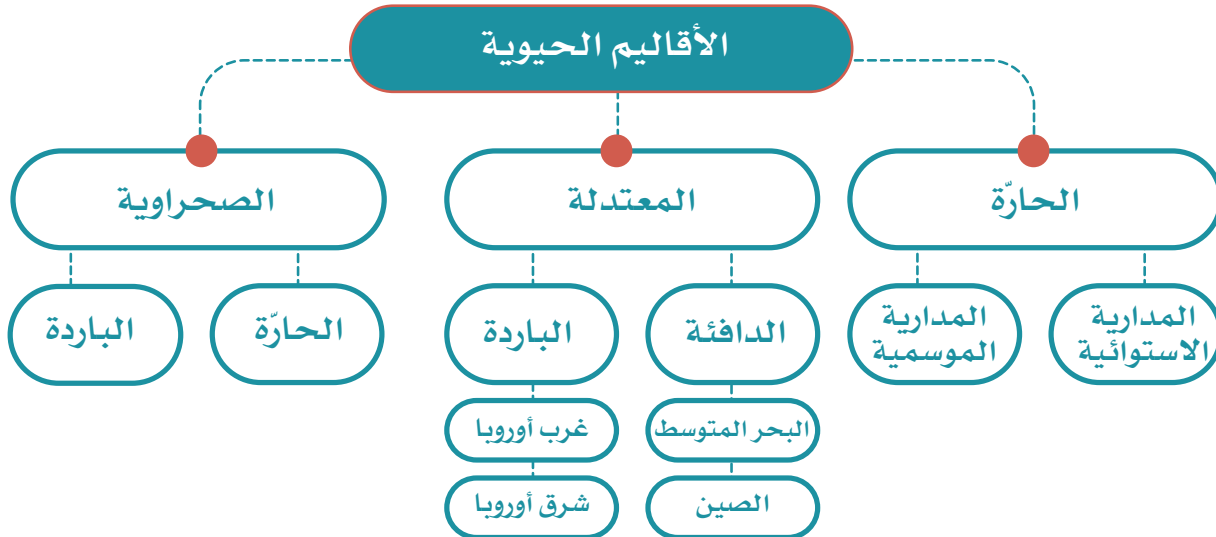 الأقاليم الحيوية
الحارّة
المعتدلة
الصحراوية
المدارية
الاستوائية
المدارية
الموسمية
الدافئة
الباردة
الحارّة
الباردة
البحر المتوسط
غرب أوروبا
الصين
شرق أوروبا